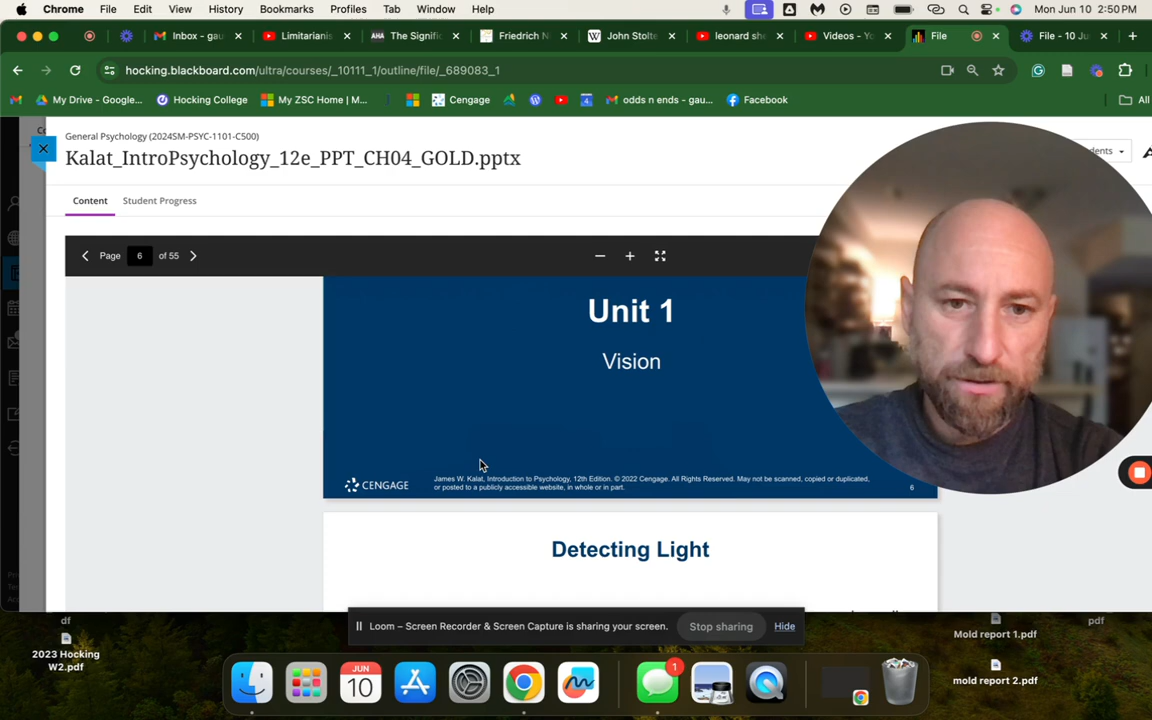 Chrome File Edit View History Bookmarks Profiles Tab Window Help Mon Jun 10 2:50 PM
Inbox - gau Limitarianis The Signific Friedrich N John Stolte leonard she Videos - Yo File File - 10 Ju
hocking.blackboard.com/ultra/courses/_10111_1/outline/file/_689083_1
My Drive - Google... Hocking College My ZSC Home | M... Cengage odds n ends - gau... Facebook All
General Psychology (2024SM-PSYC-1101-C500)
Kalat_IntroPsychology_12e_PPT_CH04_GOLD.pptx
Content Student Progress
Page 6 of 55
Unit 1
Vision
CENGAGE
James W. Kalat, Introduction to Psychology, 12th Edition. © 2022 Cengage. All Rights Reserved. May not be scanned, copied or duplicated,
or posted to a publicly accessible website, in whole or in part.
6
Detecting Light
Loom – Screen Recorder & Screen Capture is sharing your screen. Stop sharing Hide
df
2023 Hocking
W2.pdf
pdf
Mold report 1.pdf
mold report 2.pdf
JUN
10
1